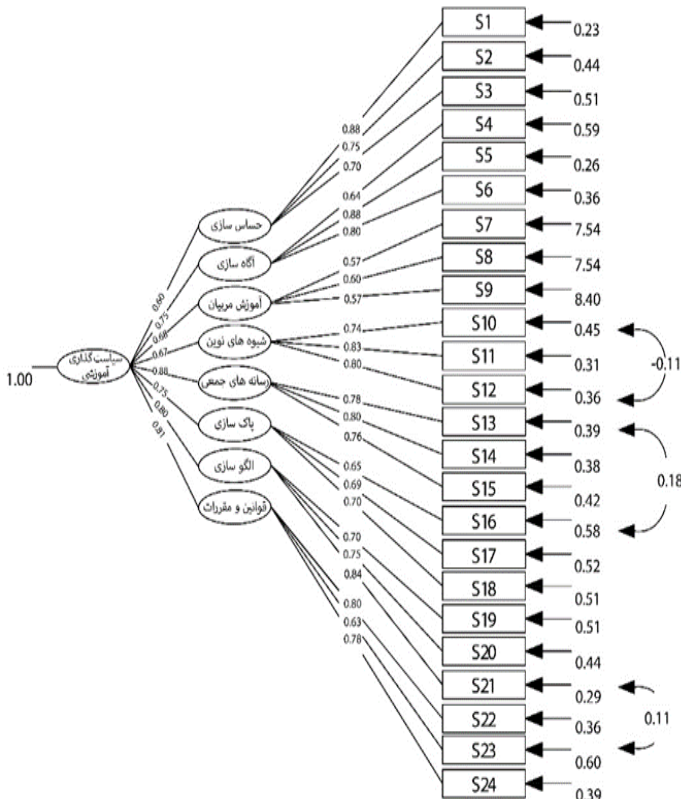 S1
0.23
S2
0.44
S3
0.51
S4
0.59
S5
0.26
S6
0.36
S7
7.54
S8
7.54
S9
8.40
S10
0.45
S11
0.31
-0.11
S12
0.36
S13
0.39
S14
0.38
S15
0.42
0.18
S16
0.58
S17
0.52
S18
0.51
S19
0.51
S20
0.44
S21
0.29
S22
0.36
0.11
S23
0.60
S24
0.39
0.88
0.75
0.70
0.64
0.88
0.80
0.57
0.60
0.57
0.74
0.83
0.80
0.78
0.80
0.76
0.65
0.69
0.70
0.70
0.75
0.84
0.80
0.63
0.78
حساس سازی
آگاه سازی
آموزش مربیان
شیوه های نوین
رسانه های جمعی
پاک سازی
الگو سازی
قوانین و مقررات
0.60
0.75
0.68
0.67
0.88
0.75
0.80
0.81
سیاست گذاری
آموزشی
1.00